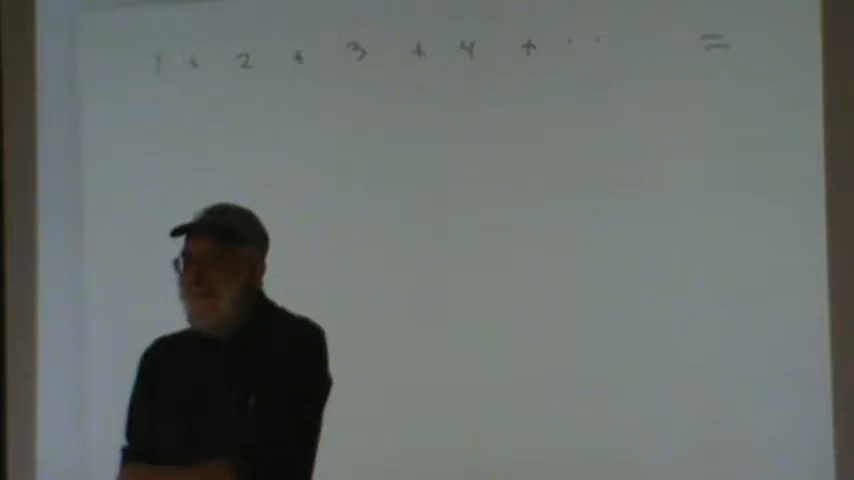 1 + 2 + 3 + 4 + ... =